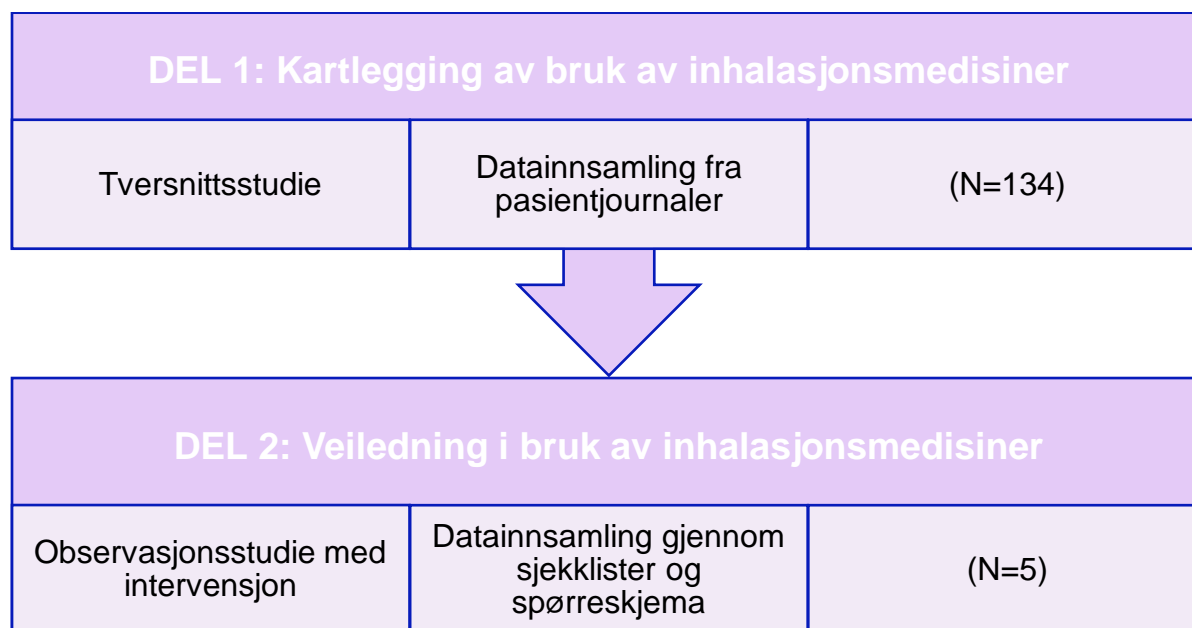 DEL 1: Kartlegging av bruk av inhalasjonsmedisiner
Tversnittsstudie
Datainnsamling fra
pasientjournaler
(N=134)
DEL 2: Veiledning i bruk av inhalasjonsmedisiner
Observasjonsstudie med
intervensjon
Datainnsamling gjennom
sjekklister og
spørreskjema
(N=5)